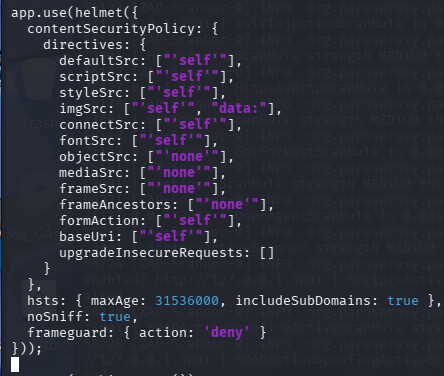 app.use(helmet({
  contentSecurityPolicy: {
    directives: {
      defaultSrc: ["'self'"],
      scriptSrc: ["'self'"],
      styleSrc: ["'self'"],
      imgSrc: ["'self'", "data:"],
      connectSrc: ["'self'"],
      fontSrc: ["'self'"],
      objectSrc: ["'none'"],
      mediaSrc: ["'none'"],
      frameSrc: ["'none'"],
      frameAncestors: ["'none'"],
      formAction: ["'self'"],
      baseUri: ["'self'"],
      upgradeInsecureRequests: []
    }
  },
  hsts: { maxAge: 31536000, includeSubDomains: true },
  noSniff: true,
  frameguard: { action: 'deny' }
}));